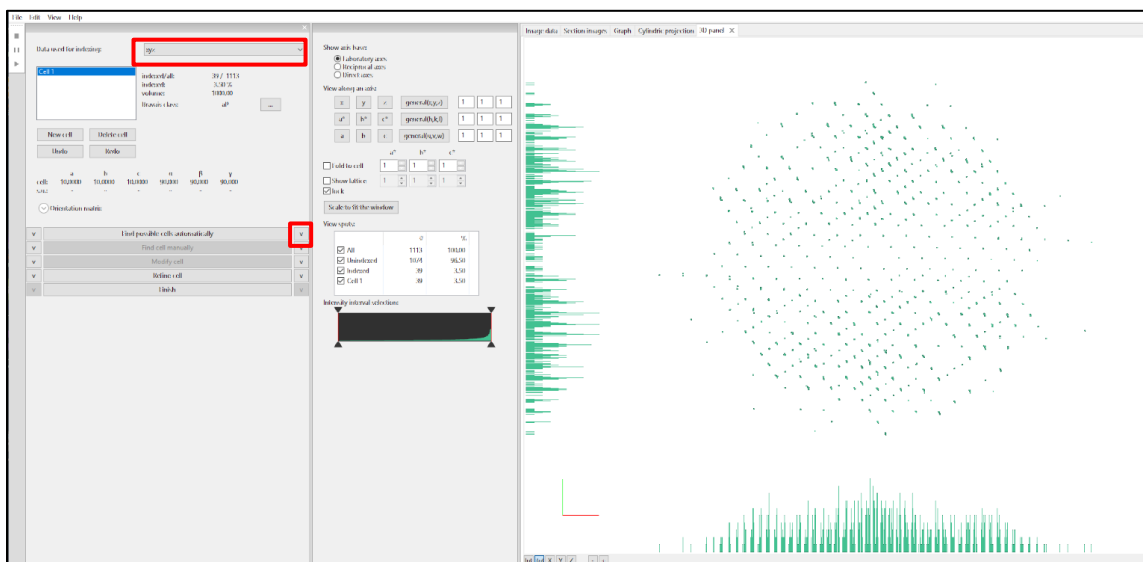 File Edit View Help
Data used for indexing: xyz
Cell 1
indexed/all: 39 / 1113
indexed: 3.50 %
volume: 1000.00
Bravais class: aP ...
New cell Delete cell
Undo Redo
a b c α β γ
cell: 10,0000 10,0000 10,0000 90,000 90,000 90,000
Orientation matrix
v Find possible cells automatically v
v Find cell manually v
v Modify cell v
v Refine cell v
v Finish v
Show axis base:
Laboratory axes
Reciprocal axes
Direct axes
View along an axis:
x y z general(x,y,z) 1 1 1
a* b* c* general(h,k,l) 1 1 1
a b c general(u,v,w) 1 1 1
a* b* c*
Fold to cell 1 1 1
Show lattice 1 1 1
Scale to fit the window
View spots:
# %
All 1113 100,00
Unindexed 1074 96,50
Indexed 39 3,50
Cell 1 39 3,50
Intensity interval selection:
Image data Section images Graph Cylindric projection 3D panel X
X Y Z